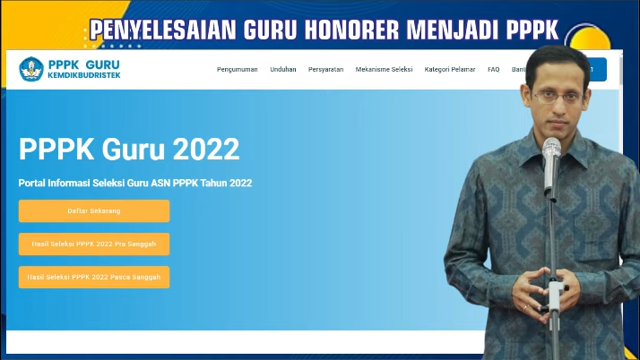 PENYELESAIAN GURU HONORER MENJADI PPPK
PPPK GURU
KEMDIKBUDRISTEK
Pengumuman Unduhan Persyaratan Mekanisme Seleksi Kategori Pelamar FAQ
PPPK Guru 2022
Portal Informasi Seleksi Guru ASN PPPK Tahun 2022
Daftar Sekarang
Hasil Seleksi PPPK 2022 Pra Sanggah
Hasil Seleksi PPPK 2022 Pasca Sanggah